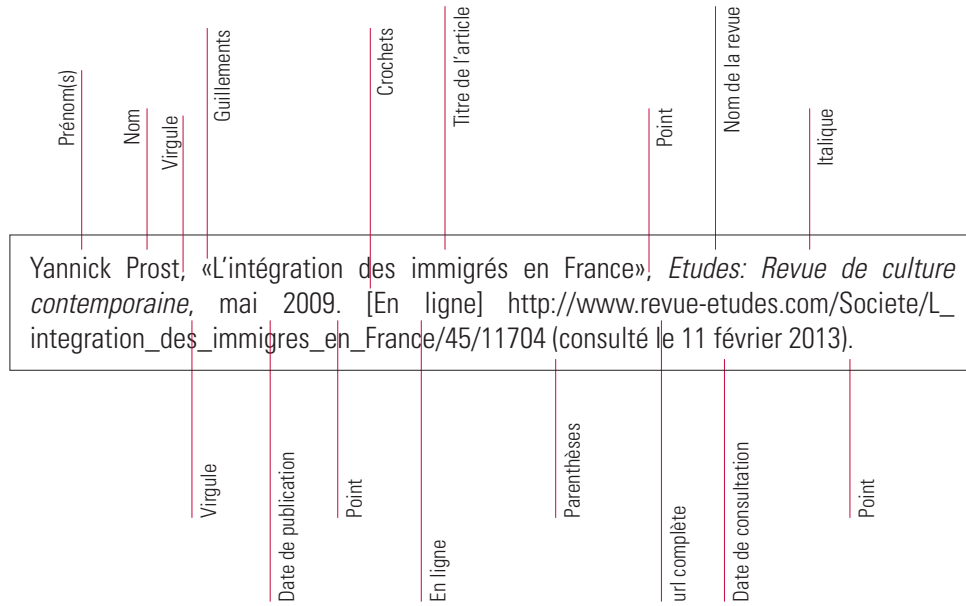 Prénom(s)
Nom
Virgule
Guillements
Crochets
Titre de l'article
Point
Nom de la revue
Italique
Yannick Prost, «L'intégration des immigrés en France», Etudes: Revue de culture
contemporaine, mai 2009. [En ligne] http://www.revue-etudes.com/Societe/L_
integration_des_immigres_en_France/45/11704 (consulté le 11 février 2013).
Virgule
Date de publication
Point
En ligne
Parenthèses
url complète
Date de consultation
Point